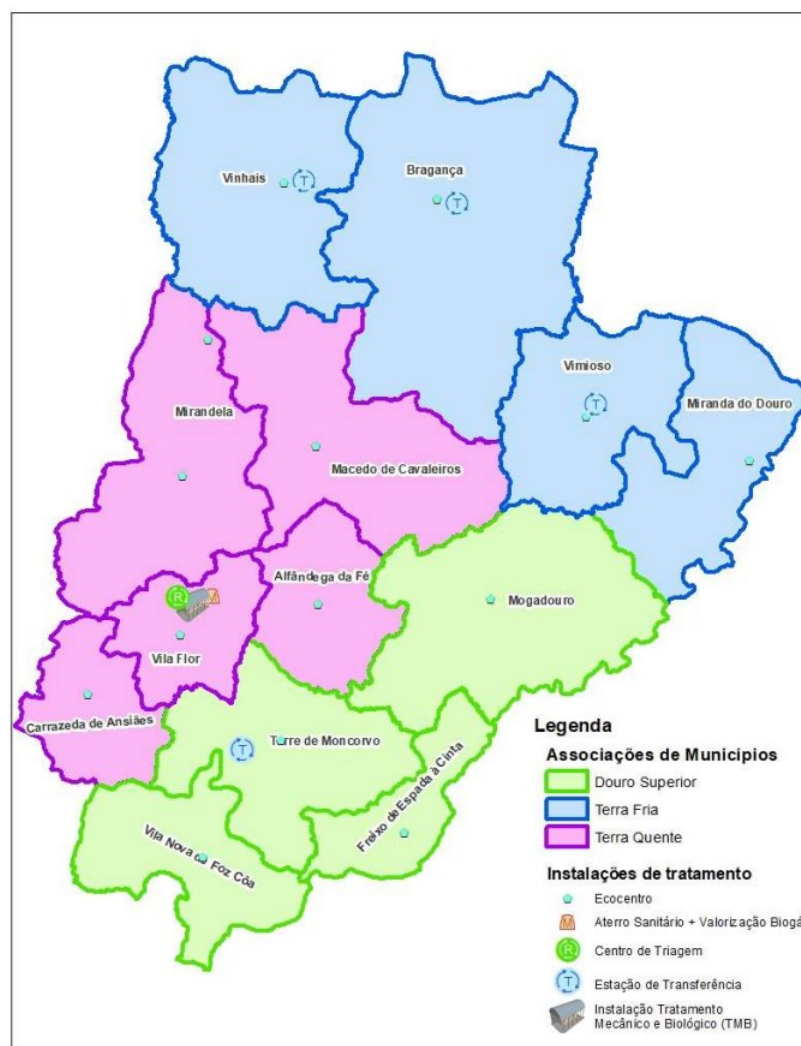 Vinhais
Bragança
Vimioso
Miranda do Douro
Mirandela
Macedo de Cavaleiros
Alfândega da Fé
Mogadouro
Vila Flor
Carrazeda de Ansiães
Torre de Moncorvo
Freixo de Espada à Cinta
Vila Nova de Foz Côa
Legenda
Associações de Municípios
Douro Superior
Terra Fria
Terra Quente
Instalações de tratamento
Ecocentro
M Aterro Sanitário + Valorização Biogá
R Centro de Triagem
T Estação de Transferência
Instalação Tratamento
Mecânico e Biológico (TMB)